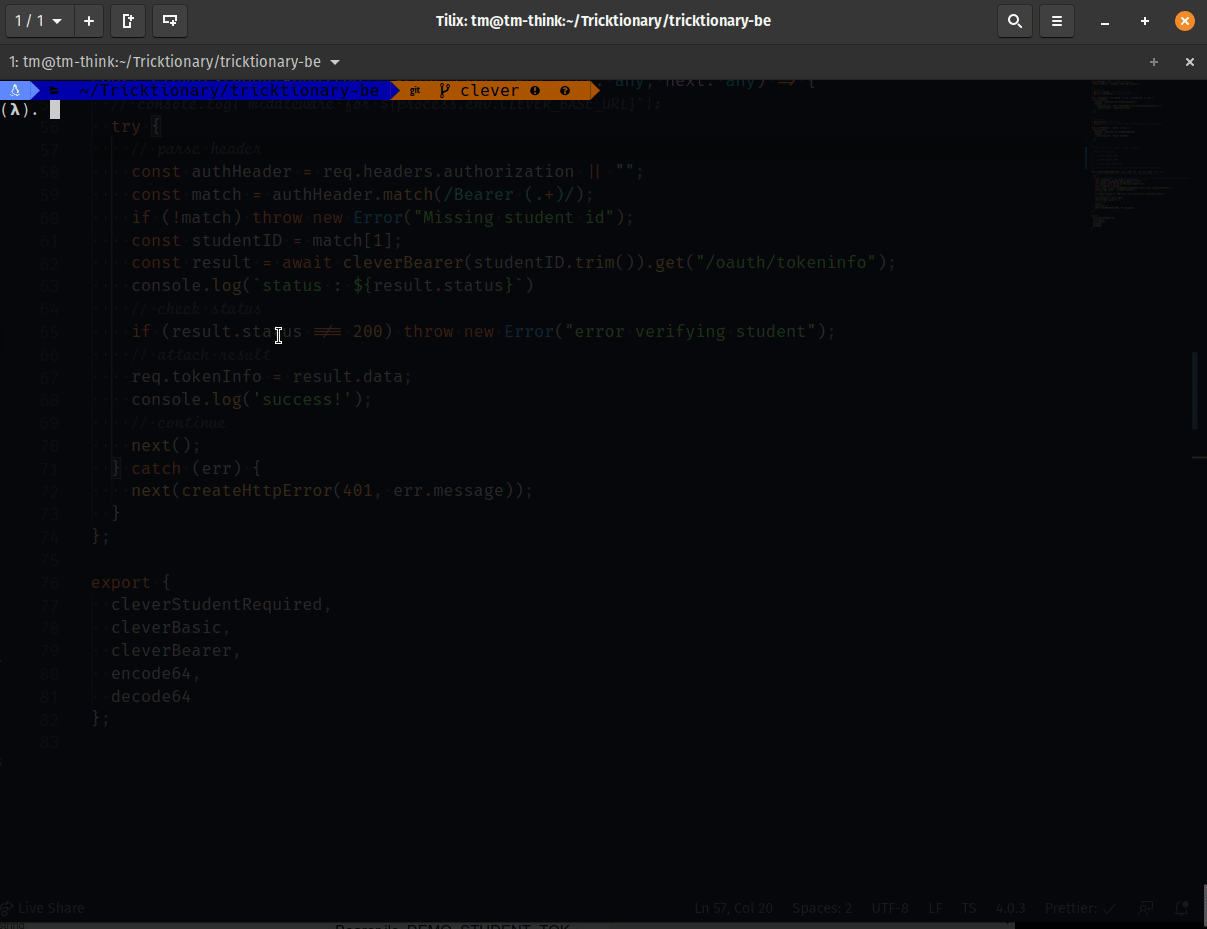 1 / 1
Tilix: tm@tm-think:~/Tricktionary/tricktionary-be
1: tm@tm-think:~/Tricktionary/tricktionary-be
~/Tricktionary/tricktionary-be git clever
any, next: any) => {
(λ).
56 try {
57 // parse header
58 const authHeader = req.headers.authorization || "";
59 const match = authHeader.match(/Bearer (.+)/);
60 if (!match) throw new Error("Missing student id");
61 const studentID = match[1];
62 const result = await cleverBearer(studentID.trim()).get("/oauth/tokeninfo");
63 console.log(`status : ${result.status}`)
64 // check status
65 if (result.status !== 200) throw new Error("error verifying student");
66 // attach result
67 req.tokenInfo = result.data;
68 console.log('success!');
69 // continue
70 next();
71 } catch (err) {
72 next(createHttpError(401, err.message));
73 }
74 };
75
76 export {
77 cleverStudentRequired,
78 cleverBasic,
79 cleverBearer,
80 encode64,
81 decode64
82 };
83
Live Share Ln 57, Col 20 Spaces: 2 UTF-8 LF TS 4.0.3 Prettier: ✓